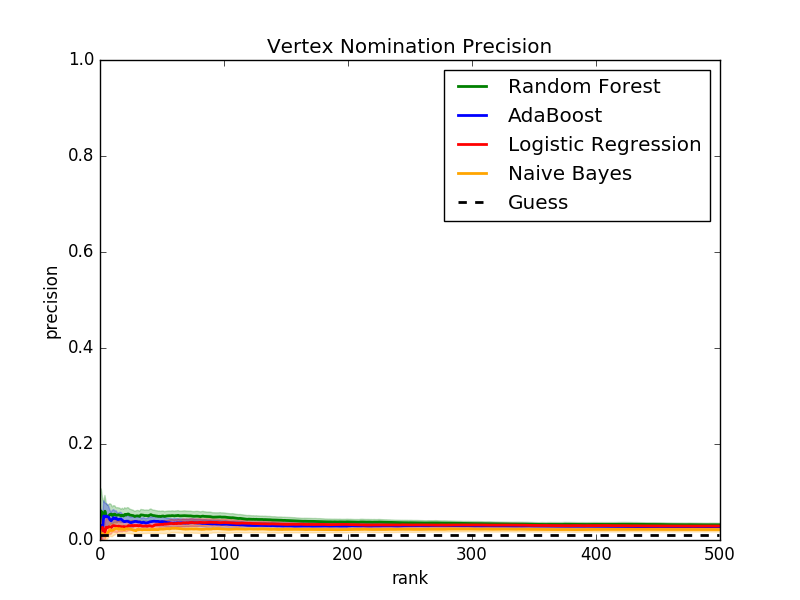 Vertex Nomination Precision
1.0
0.8
0.6
0.4
0.2
0.0
precision
Random Forest
AdaBoost
Logistic Regression
Naive Bayes
Guess
0 100 200 300 400 500
rank